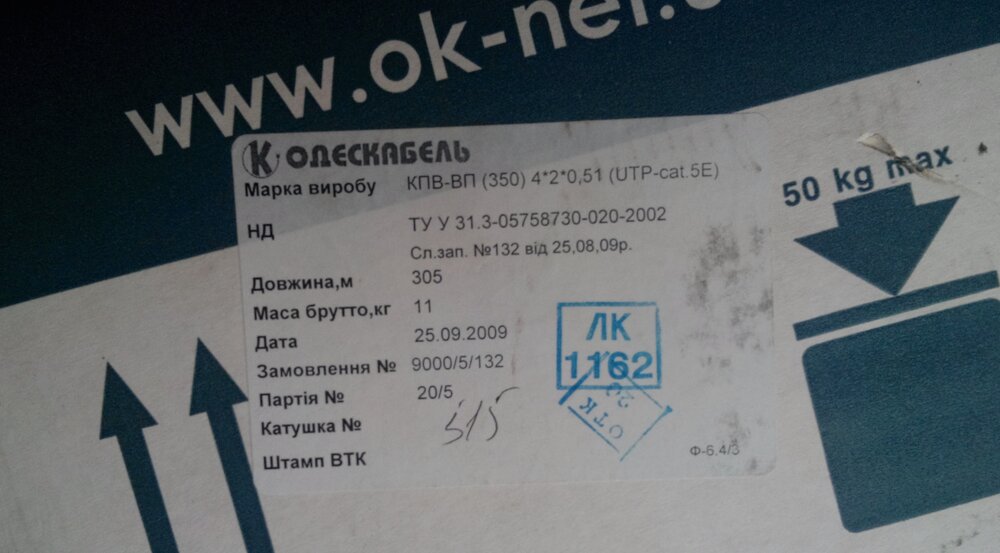 www.ok-net.
ОДЕСКАБЕЛЬ
Марка виробу КПВ-ВП (350) 4*2*0,51 (UTP-cat.5E)
НД ТУ У 31.3-05758730-020-2002
Сл.зап. №132 від 25,08,09р.
Довжина,м 305
Маса брутто,кг 11
Дата 25.09.2009
Замовлення № 9000/5/132
Партія № 20/5
Катушка № 515
Штамп ВТК
ЛК
1162
ОТК
20
Ф-6,4/3
50 kg max